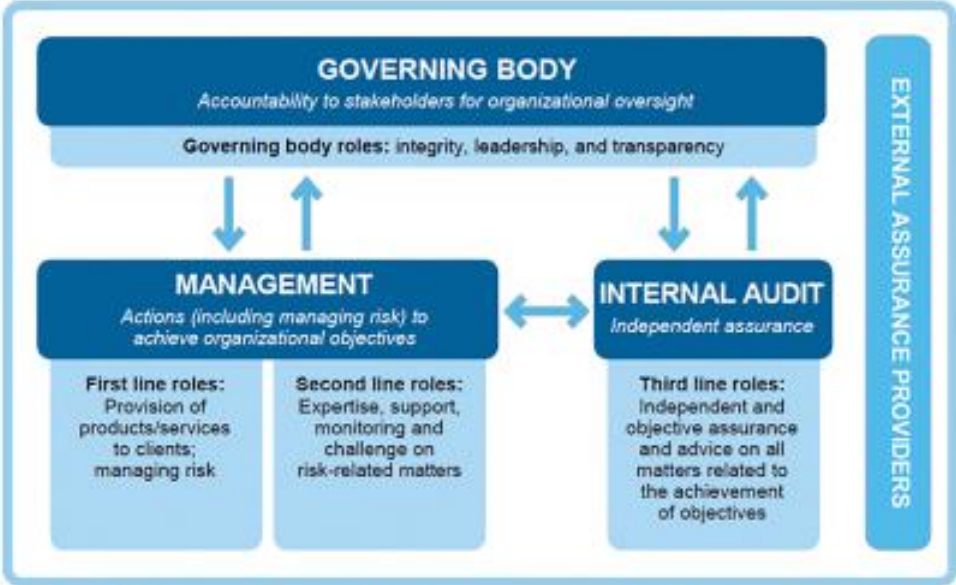 GOVERNING BODY
Accountability to stakeholders for organizational oversight
Governing body roles: integrity, leadership, and transparency
MANAGEMENT
Actions (including managing risk) to
achieve organizational objectives
First line roles:
Provision of
products/services
to clients;
managing risk
Second line roles:
Expertise, support,
monitoring and
challenge on
risk-related matters
INTERNAL AUDIT
Independent assurance
Third line roles:
Independent and
objective assurance
and advice on all
matters related to
the achievement
of objectives
EXTERNAL ASSURANCE PROVIDERS